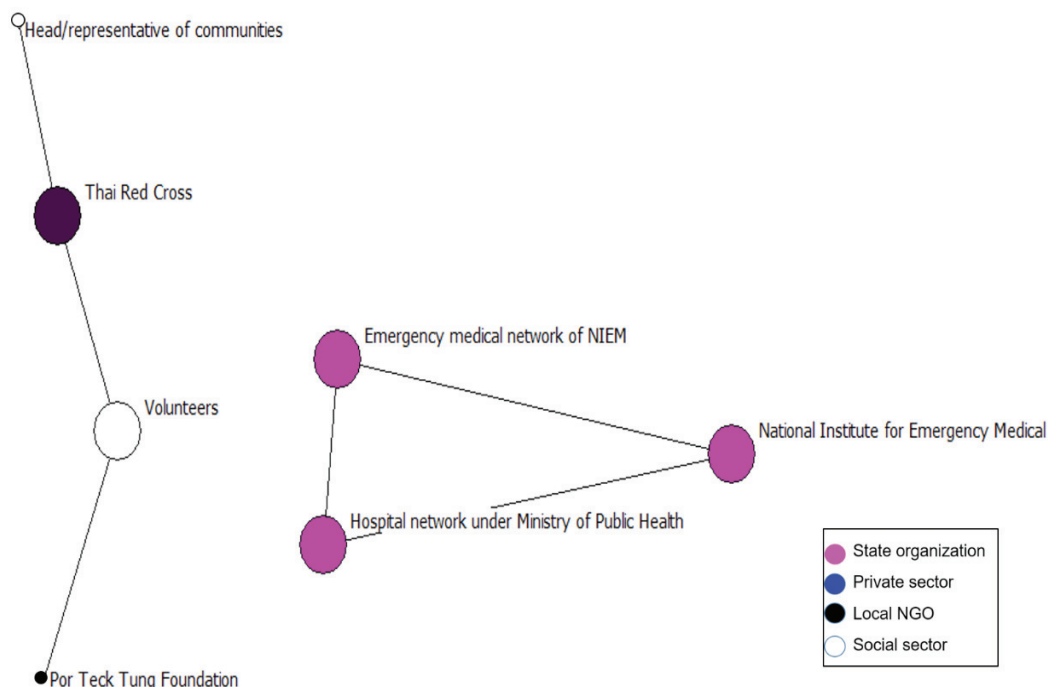 Head/representative of communities
Thai Red Cross
Emergency medical network of NIEM
Volunteers
National Institute for Emergency Medical
Hospital network under Ministry of Public Health
State organization
Private sector
Local NGO
Social sector
Por Teck Tung Foundation